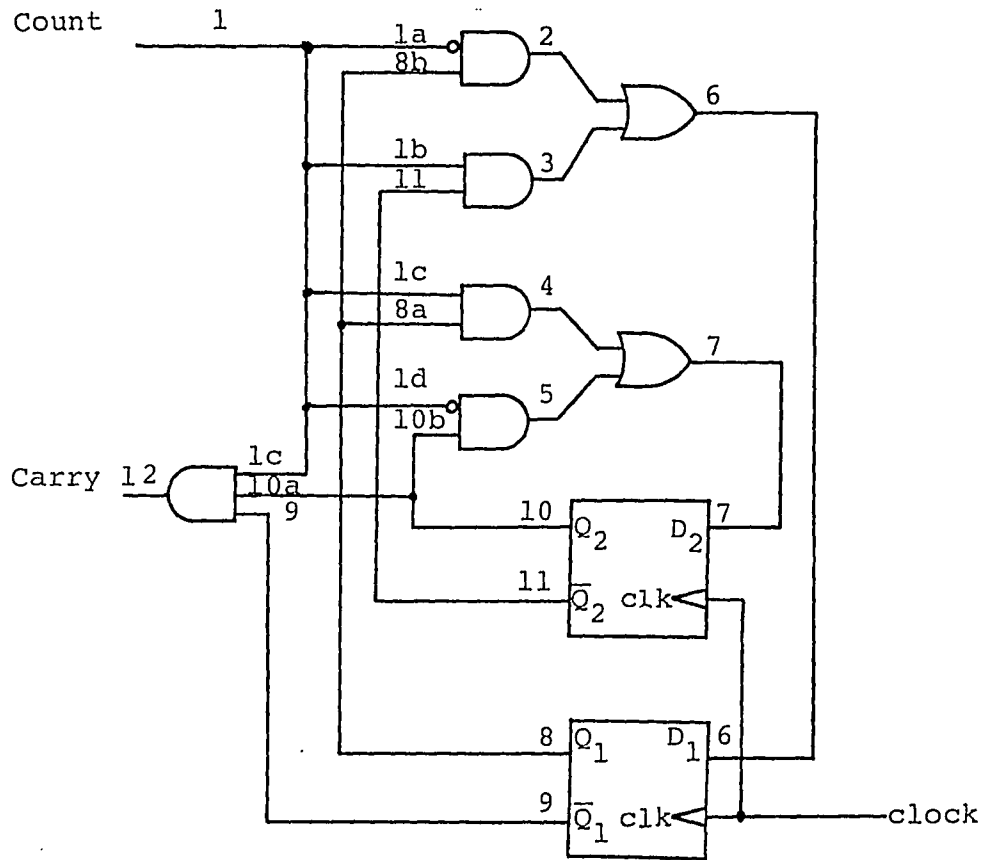 Count 1
1a
2
8b
6
1b
3
11
1c
4
8a
7
1d
5
10b
Carry 12
1c
10a
9
10 Q2 D2 7
11 Q̅2 clk
8 Q1 D1 6
9 Q̅1 clk
clock